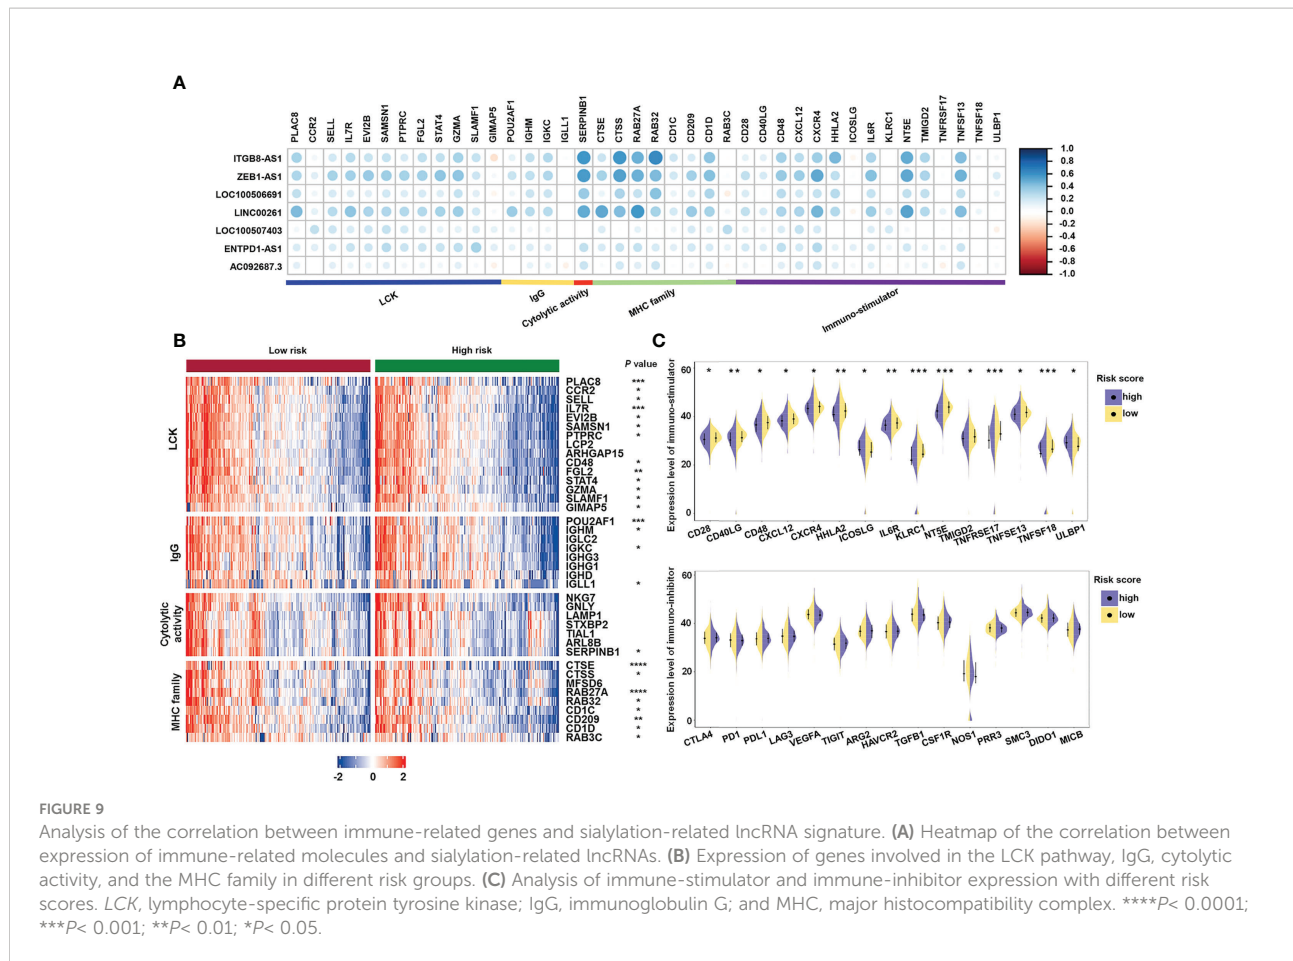 A
PLAC8 CCR2 SELL IL7R EVI2B SAMSN1 PTPRC FGL2 STAT4 GZMA SLAMF1 GIMAP5 POU2AF1 IGHM IGKC IGLL1 SERPINB1 CTSE CTSS RAB27A RAB32 CD1C CD209 CD1D RAB3C CD28 CD40LG CD48 CXCL12 CXCR4 HHLA2 ICOSLG IL6R KLRC1 NT5E TMIGD2 TNFRSF17 TNFSF13 TNFSF18 ULBP1
ITGB8-AS1
ZEB1-AS1
LOC100506691
LINC00261
LOC100507403
ENTPD1-AS1
AC092687.3
1.0
0.8
0.6
0.4
0.2
0.0
-0.2
-0.4
-0.6
-0.8
-1.0
LCK IgG Cytolytic activity MHC family Immuno-stimulator
B
Low risk High risk P value
LCK
PLAC8 ***
CCR2 *
SELL *
IL7R ***
EVI2B *
SAMSN1 *
PTPRC *
LCP2
ARHGAP15
CD48 *
FGL2 **
STAT4 *
GZMA *
SLAMF1 *
GIMAP5 *
IgG
POU2AF1 ***
IGHM *
IGLC2
IGKC *
IGHG3
IGHG1
IGHD
IGLL1 *
Cytolytic
activity
NKG7
GNLY
LAMP1
STXBP2
TIAL1
ARL8B
SERPINB1 *
MHC family
CTSE ****
CTSS *
MFSD6
RAB27A ****
RAB32 *
CD1C *
CD209 **
CD1D *
RAB3C *
-2 0 2
C
Expression level of immuno-stimulator
60
40
20
0
* ** * * * ** * ** *** **** * *** * *** *
Risk score
high
low
CD28 CD40LG CD48 CXCL12 CXCR4 HHLA2 ICOSLG IL6R KLRC1 NT5E TMIGD2 TNFRSE17 TNFSE13 TNFSF18 ULBP1
Expression level of immuno-inhibitor
60
40
20
0
Risk score
high
low
CTLA4 PD1 PDL1 LAG3 VEGFA TIGIT ARG2 HAVCR2 TGFB1 CSF1R NOS1 PRR3 SMC3 DIDO1 MICB
FIGURE 9
Analysis of the correlation between immune-related genes and sialylation-related lncRNA signature. (A) Heatmap of the correlation between
expression of immune-related molecules and sialylation-related lncRNAs. (B) Expression of genes involved in the LCK pathway, IgG, cytolytic
activity, and the MHC family in different risk groups. (C) Analysis of immune-stimulator and immune-inhibitor expression with different risk
scores. LCK, lymphocyte-specific protein tyrosine kinase; IgG, immunoglobulin G; and MHC, major histocompatibility complex. ****P< 0.0001;
***P< 0.001; **P< 0.01; *P< 0.05.